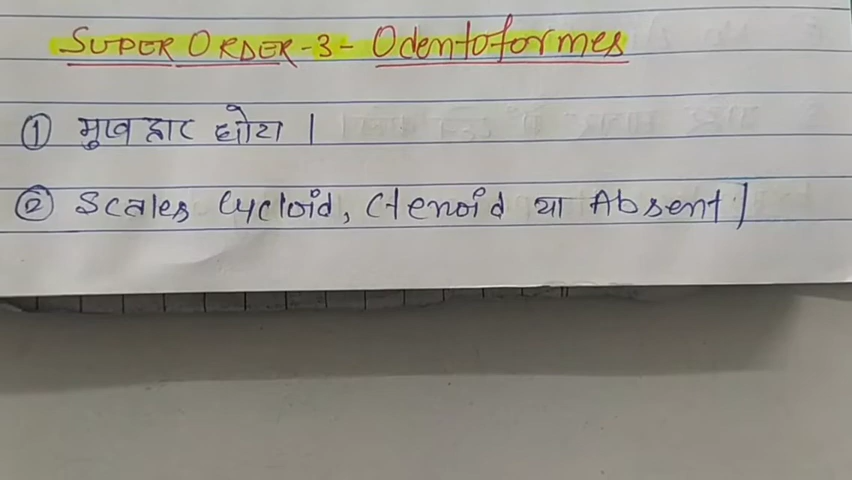 SUPER ORDER-3- Odentoformes
① मुख द्वार छोटा |
② Scales Cycloid, Ctenoid या Absent |